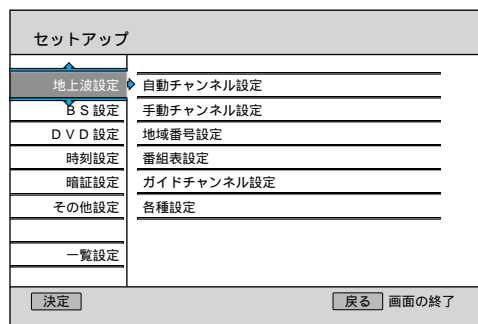 セットアップ
地上波設定
ＢＳ設定
ＤＶＤ設定
時刻設定
暗証設定
その他設定
一覧設定
自動チャンネル設定
手動チャンネル設定
地域番号設定
番組表設定
ガイドチャンネル設定
各種設定
決定
戻る 画面の終了